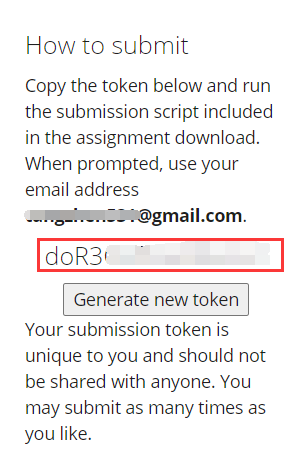 How to submit
Copy the token below and run
the submission script included
in the assignment download.
When prompted, use your
email address
@gmail.com.
doR3
Generate new token
Your submission token is
unique to you and should not
be shared with anyone. You
may submit as many times as
you like.